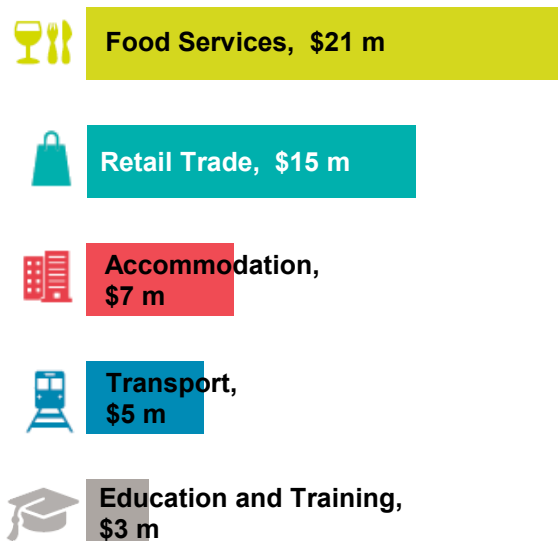 Food Services, $21 m
Retail Trade, $15 m
Accommodation,
$7 m
Transport,
$5 m
Education and Training,
$3 m